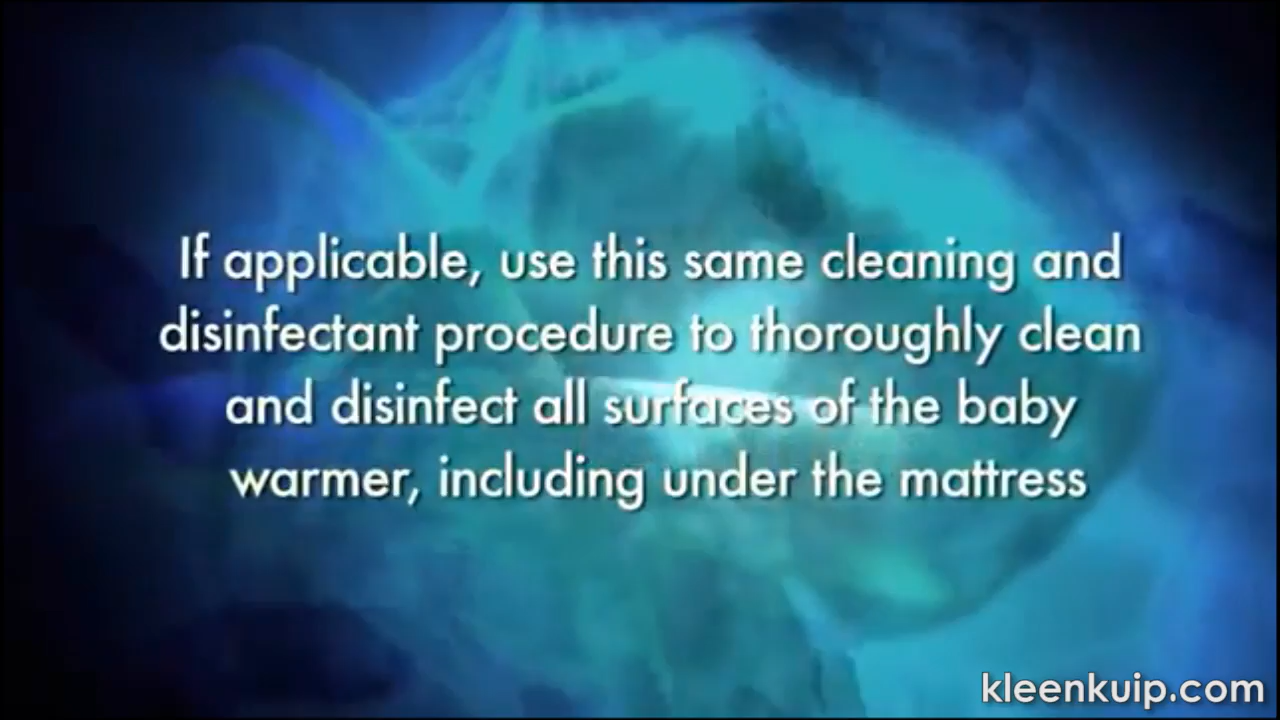 If applicable, use this same cleaning and
disinfectant procedure to thoroughly clean
and disinfect all surfaces of the baby
warmer, including under the mattress
kleenkuip.com